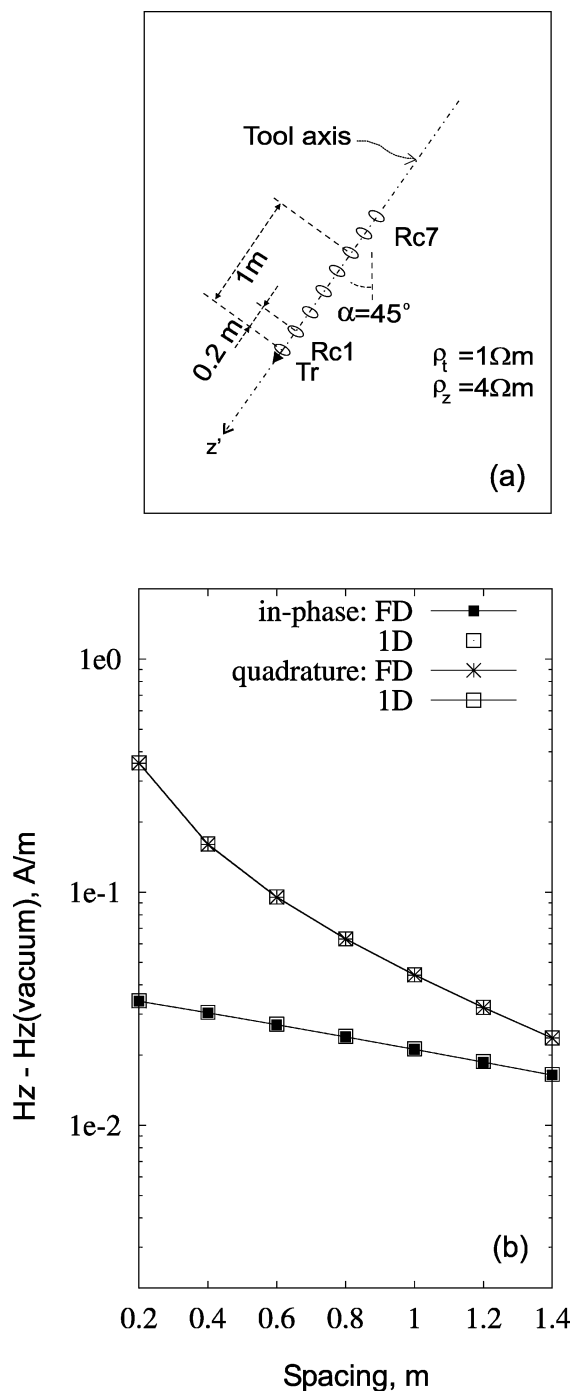 Tool axis
Rc7
1m
α=45°
0.2 m
Rc1
Tr
ρt =1Ωm
ρz =4Ωm
z'
(a)
in-phase: FD
1D
quadrature: FD
1D
1e0
1e-1
1e-2
Hz - Hz(vacuum), A/m
(b)
0.2 0.4 0.6 0.8 1 1.2 1.4
Spacing, m